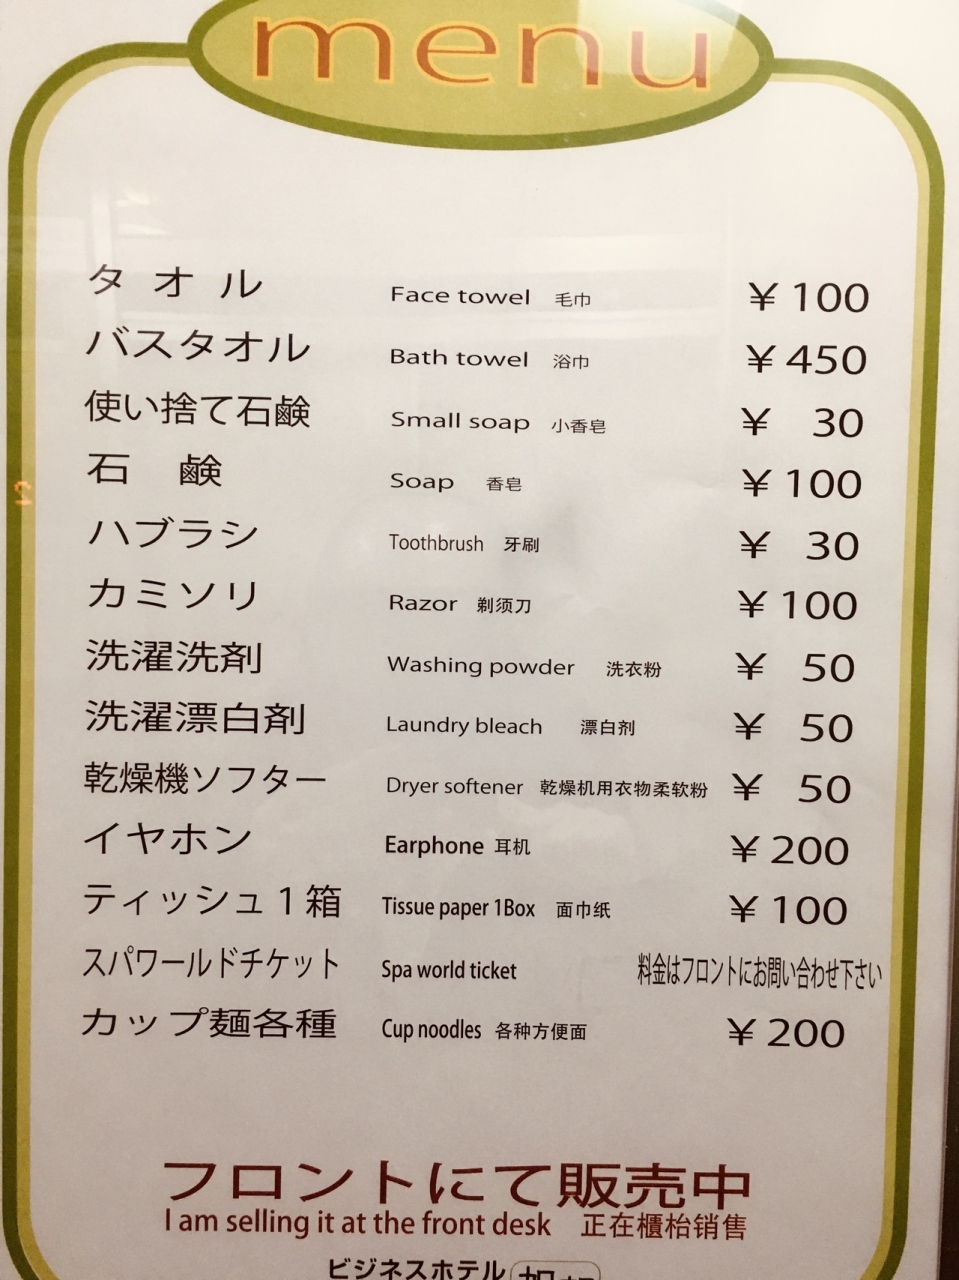 menu
タオル Face towel 毛巾 ¥100
バスタオル Bath towel 浴巾 ¥450
使い捨て石鹸 Small soap 小香皂 ¥30
石鹸 Soap 香皂 ¥100
ハブラシ Toothbrush 牙刷 ¥30
カミソリ Razor 剃须刀 ¥100
洗濯洗剤 Washing powder 洗衣粉 ¥50
洗濯漂白剤 Laundry bleach 漂白剂 ¥50
乾燥機ソフター Dryer softener 乾燥机用衣物柔软粉 ¥50
イヤホン Earphone 耳机 ¥200
ティッシュ1箱 Tissue paper 1Box 面巾纸 ¥100
スパワールドチケット Spa world ticket 料金はフロントにお問い合わせ下さい
カップ麺各種 Cup noodles 各种方便面 ¥200
フロントにて販売中
I am selling it at the front desk 正在櫃枱销售
ビジネスホテル